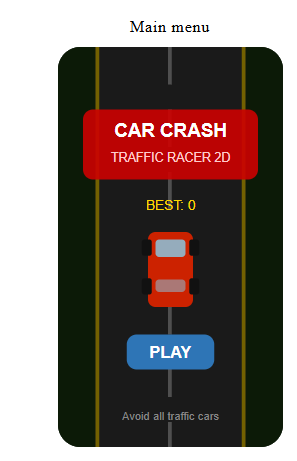 Main menu
CAR CRASH
TRAFFIC RACER 2D
BEST: 0
PLAY
Avoid all traffic cars